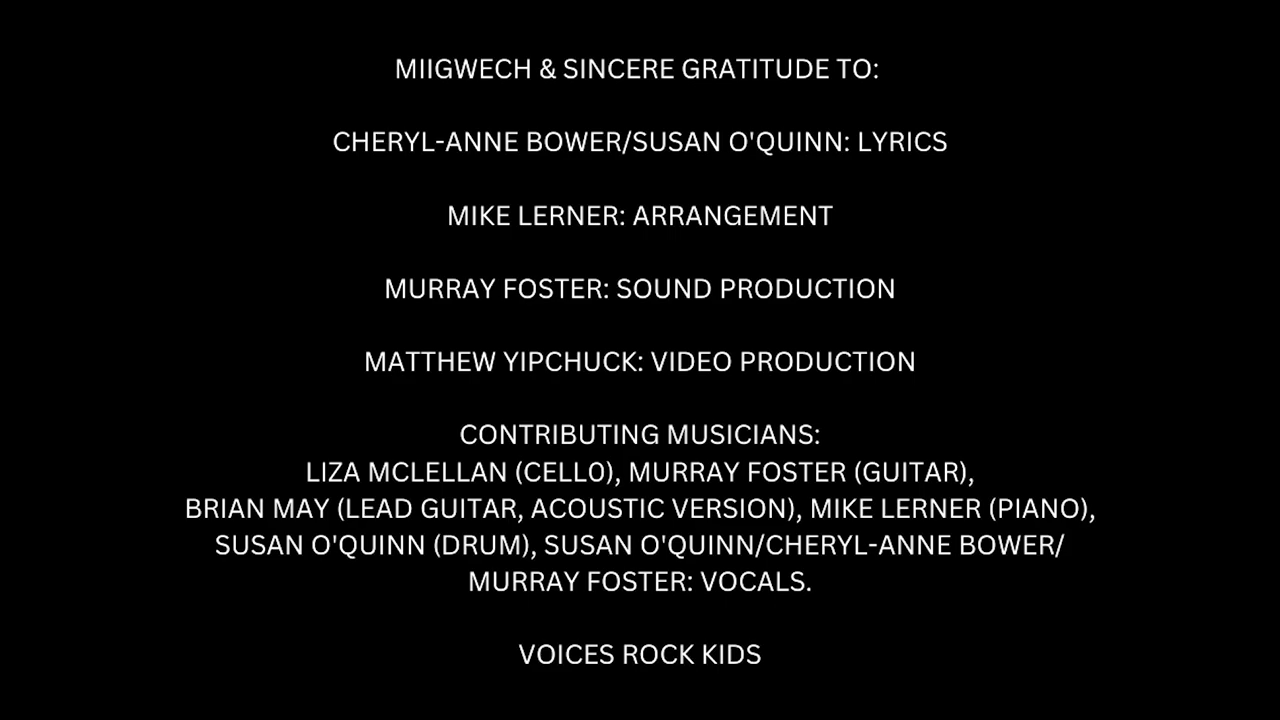 MIIGWECH & SINCERE GRATITUDE TO:
CHERYL-ANNE BOWER/SUSAN O'QUINN: LYRICS
MIKE LERNER: ARRANGEMENT
MURRAY FOSTER: SOUND PRODUCTION
MATTHEW YIPCHUCK: VIDEO PRODUCTION
CONTRIBUTING MUSICIANS:
LIZA MCLELLAN (CELL0), MURRAY FOSTER (GUITAR),
BRIAN MAY (LEAD GUITAR, ACOUSTIC VERSION), MIKE LERNER (PIANO),
SUSAN O'QUINN (DRUM), SUSAN O'QUINN/CHERYL-ANNE BOWER/
MURRAY FOSTER: VOCALS.
VOICES ROCK KIDS